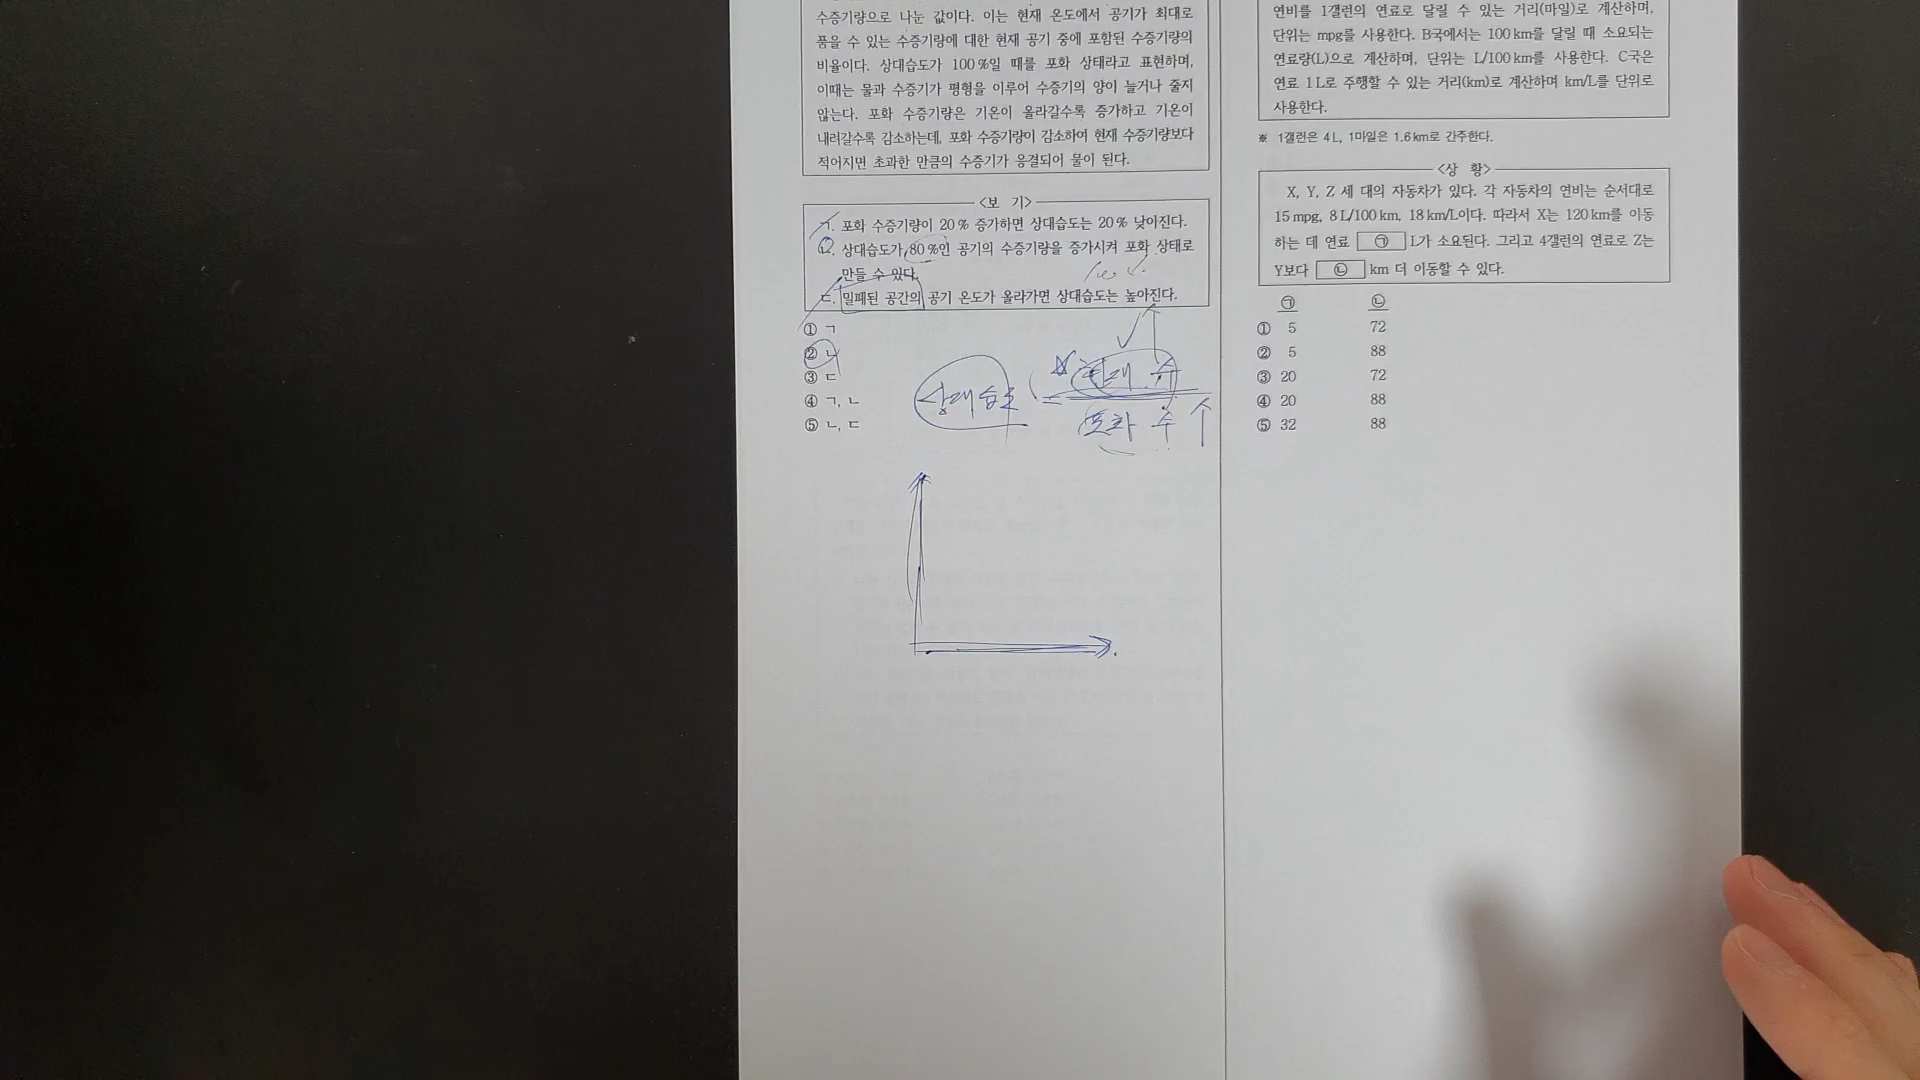 수증기량으로 나눈 값이다. 이는 현재 온도에서 공기가 최대로
품을 수 있는 수증기량에 대한 현재 공기 중에 포함된 수증기량의
비율이다. 상대습도가 100 %일 때를 포화 상태라고 표현하며,
이때는 물과 수증기가 평형을 이루어 수증기의 양이 늘거나 줄지
않는다. 포화 수증기량은 기온이 올라갈수록 증가하고 기온이
내려갈수록 감소하는데, 포화 수증기량이 감소하여 현재 수증기량보다
적어지면 초과한 만큼의 수증기가 응결되어 물이 된다.
<보 기>
ㄱ. 포화 수증기량이 20 % 증가하면 상대습도는 20 % 낮아진다.
ㄴ. 상대습도가 80 %인 공기의 수증기량을 증가시켜 포화 상태로
만들 수 있다.
ㄷ. 밀폐된 공간의 공기 온도가 올라가면 상대습도는 높아진다.
① ㄱ
② ㄴ
③ ㄷ
④ ㄱ, ㄴ
⑤ ㄴ, ㄷ
상대습도 = 현재 수
포화 수
연비를 1갤런의 연료로 달릴 수 있는 거리(마일)로 계산하며,
단위는 mpg를 사용한다. B국에서는 100 km를 달릴 때 소요되는
연료량(L)으로 계산하며, 단위는 L/100 km를 사용한다. C국은
연료 1 L로 주행할 수 있는 거리(km)로 계산하며 km/L를 단위로
사용한다.
※ 1갤런은 4 L, 1마일은 1.6 km로 간주한다.
<상 황>
X, Y, Z 세 대의 자동차가 있다. 각 자동차의 연비는 순서대로
15 mpg, 8 L/100 km, 18 km/L이다. 따라서 X는 120 km를 이동
하는 데 연료 ㉠ L가 소요된다. 그리고 4갤런의 연료로 Z는
Y보다 ㉡ km 더 이동할 수 있다.
㉠ ㉡
① 5 72
② 5 88
③ 20 72
④ 20 88
⑤ 32 88